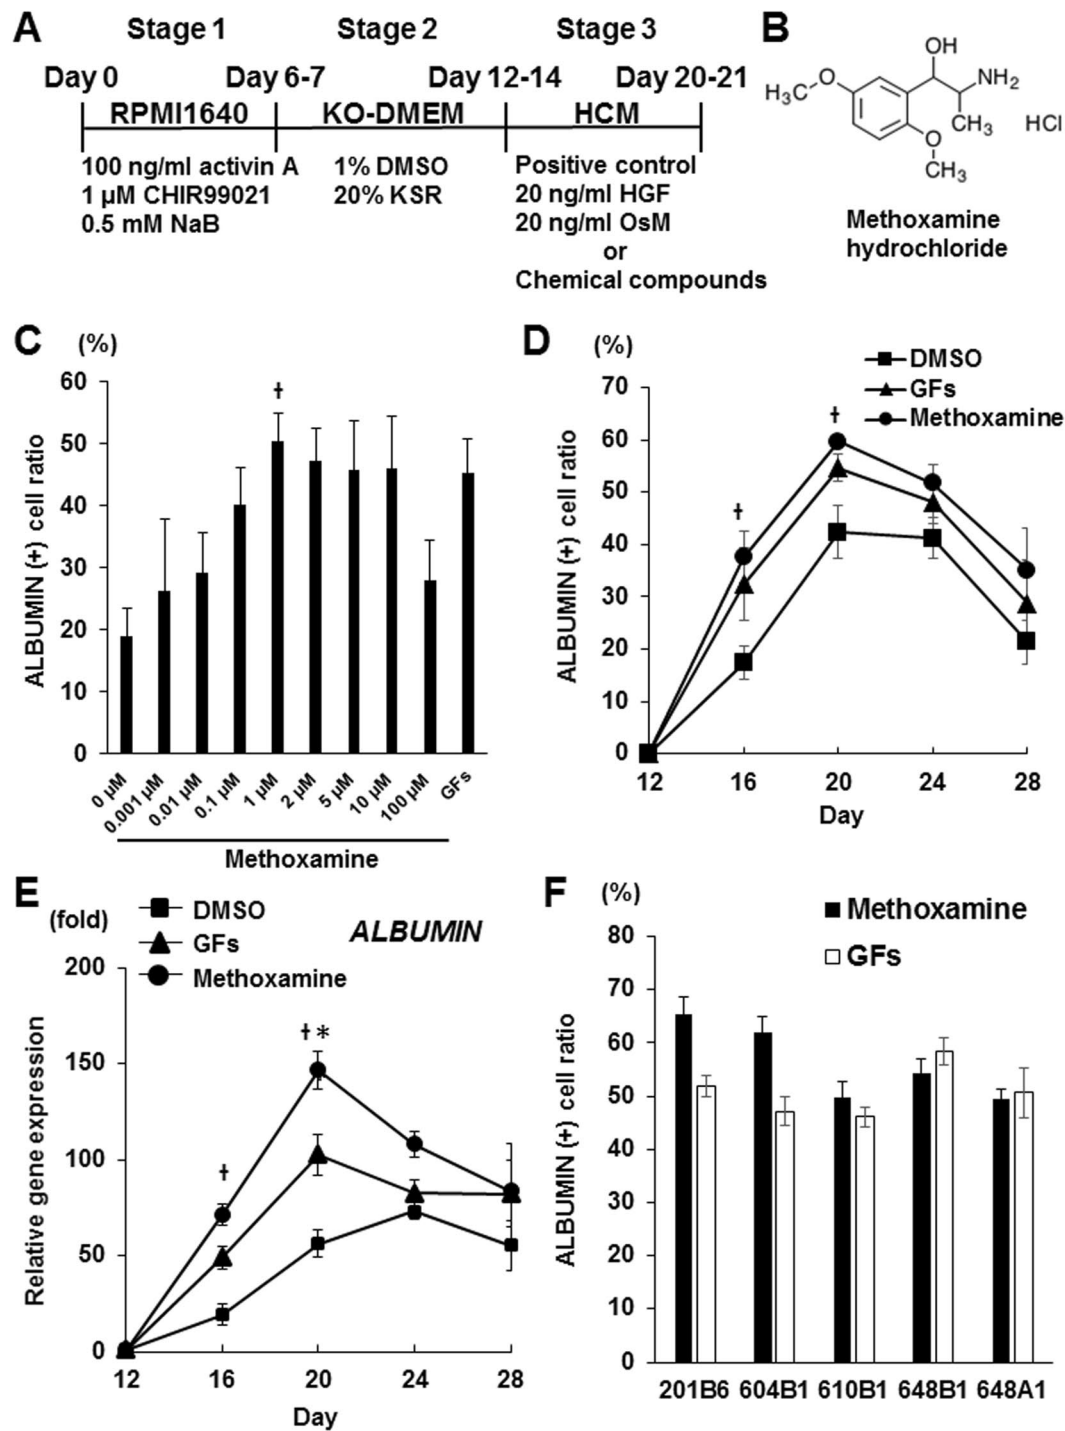 A
Stage 1 Stage 2 Stage 3
Day 0 Day 6-7 Day 12-14 Day 20-21
RPMI1640 KO-DMEM HCM
100 ng/ml activin A
1 µM CHIR99021
0.5 mM NaB
1% DMSO
20% KSR
Positive control
20 ng/ml HGF
20 ng/ml OsM
or
Chemical compounds
B
OH
H₃C O NH₂
CH₃ HCl
O
CH₃
Methoxamine
hydrochloride
C (%)
ALBUMIN (+) cell ratio
60
50
40
30
20
10
0
ƚ
0 µM 0.001 µM 0.01 µM 0.1 µM 1 µM 2 µM 5 µM 10 µM 100 µM GFs
Methoxamine
D (%)
DMSO
GFs
Methoxamine
ALBUMIN (+) cell ratio
70
60
50
40
30
20
10
0
ƚ ƚ
12 16 20 24 28
Day
E (fold)
DMSO
GFs
Methoxamine
ALBUMIN
Relative gene expression
200
150
100
50
0
ƚ ƚ *
12 16 20 24 28
Day
F (%)
Methoxamine
GFs
ALBUMIN (+) cell ratio
80
70
60
50
40
30
20
10
0
201B6 604B1 610B1 648B1 648A1